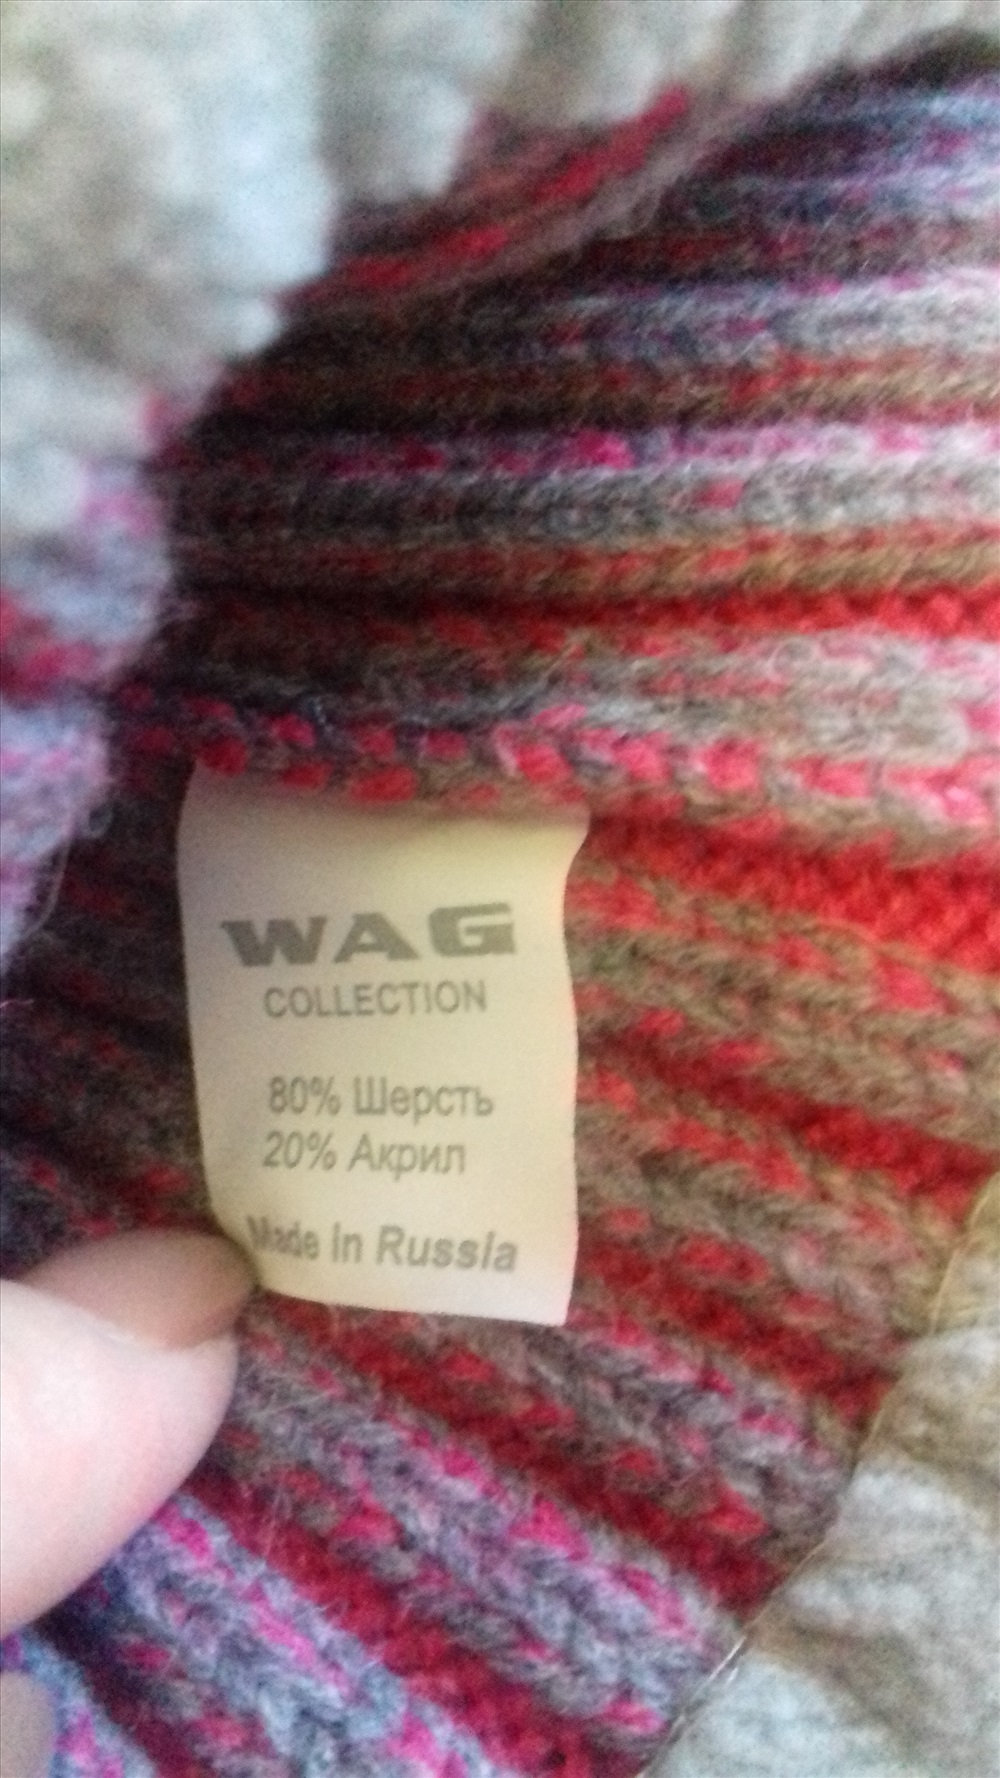 WAG
COLLECTION
80% Шерсть
20% Акрил
Made in Russia